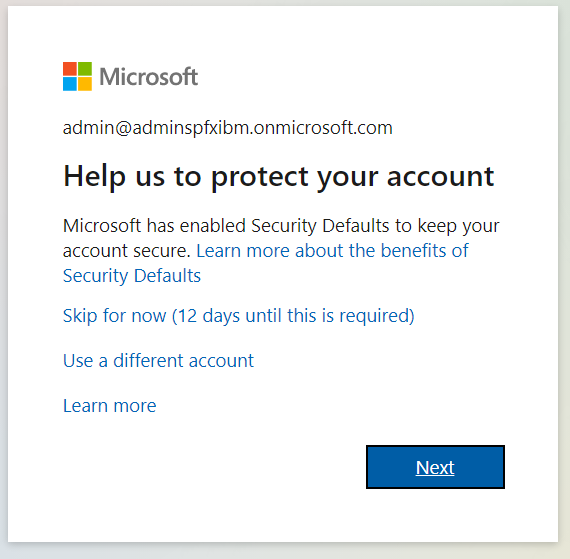 Microsoft
admin@adminspfxibm.onmicrosoft.com
Help us to protect your account
Microsoft has enabled Security Defaults to keep your
account secure. Learn more about the benefits of
Security Defaults
Skip for now (12 days until this is required)
Use a different account
Learn more
Next